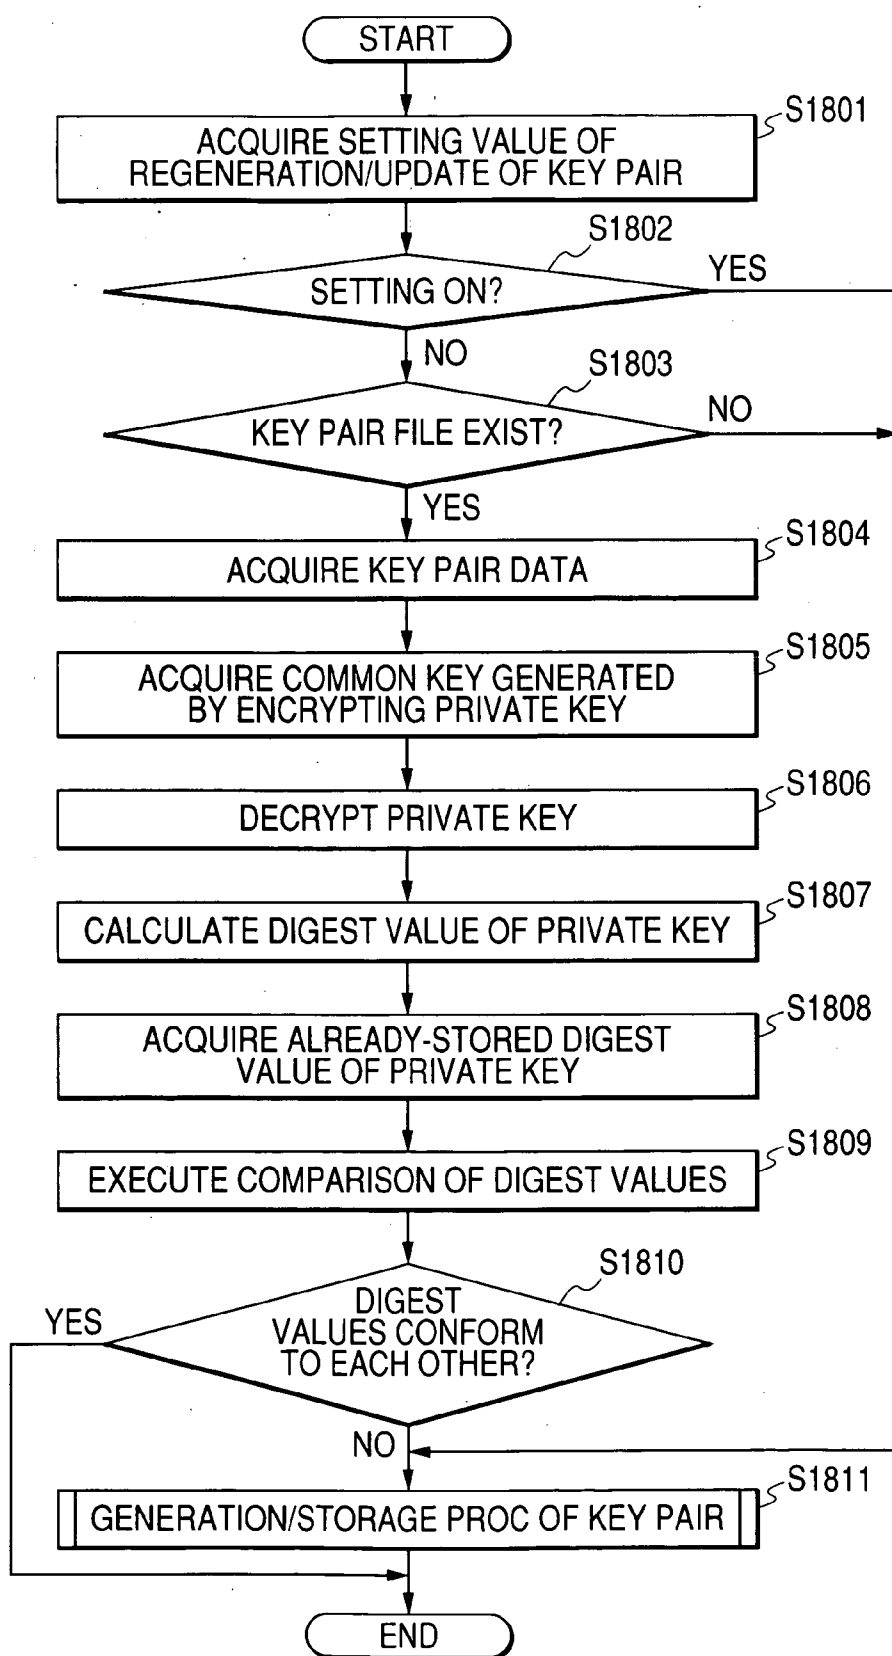 START
S1801
ACQUIRE SETTING VALUE OF
REGENERATION/UPDATE OF KEY PAIR
S1802
SETTING ON?
YES
NO
S1803
KEY PAIR FILE EXIST?
NO
YES
S1804
ACQUIRE KEY PAIR DATA
S1805
ACQUIRE COMMON KEY GENERATED
BY ENCRYPTING PRIVATE KEY
S1806
DECRYPT PRIVATE KEY
S1807
CALCULATE DIGEST VALUE OF PRIVATE KEY
S1808
ACQUIRE ALREADY-STORED DIGEST
VALUE OF PRIVATE KEY
S1809
EXECUTE COMPARISON OF DIGEST VALUES
S1810
YES
DIGEST
VALUES CONFORM
TO EACH OTHER?
NO
S1811
GENERATION/STORAGE PROC OF KEY PAIR
END